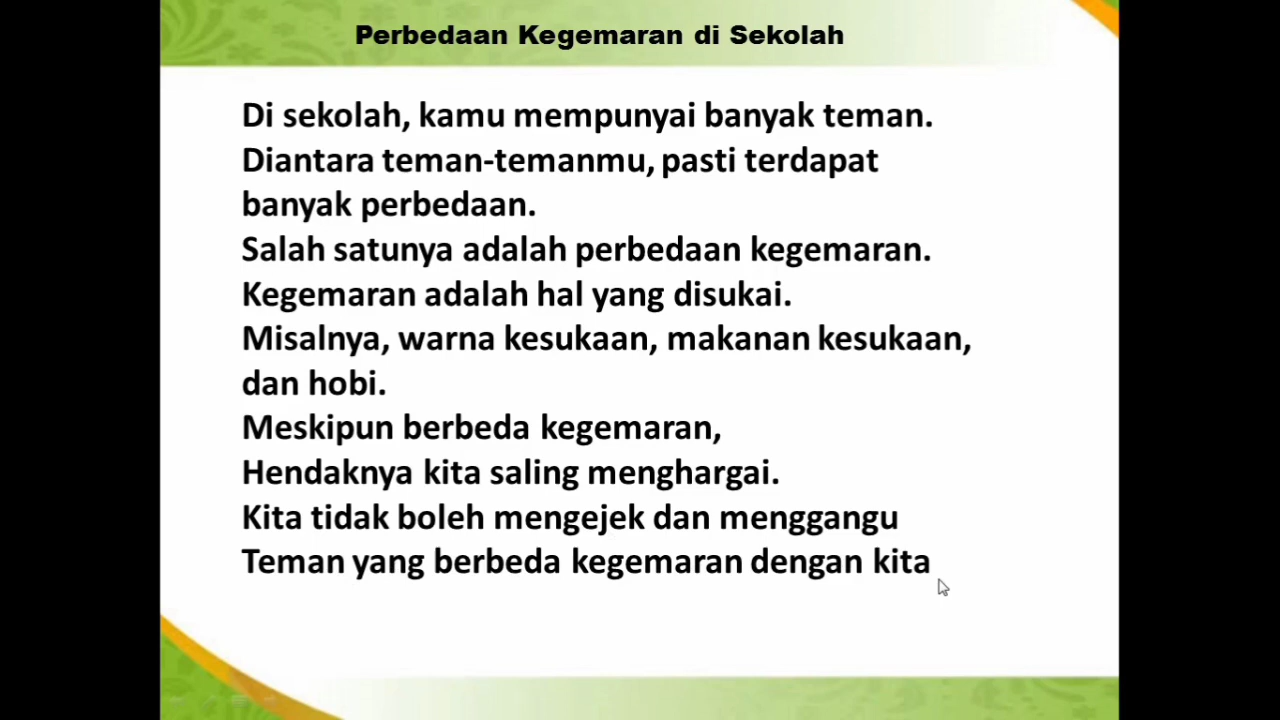 Perbedaan Kegemaran di Sekolah
Di sekolah, kamu mempunyai banyak teman.
Diantara teman-temanmu, pasti terdapat
banyak perbedaan.
Salah satunya adalah perbedaan kegemaran.
Kegemaran adalah hal yang disukai.
Misalnya, warna kesukaan, makanan kesukaan,
dan hobi.
Meskipun berbeda kegemaran,
Hendaknya kita saling menghargai.
Kita tidak boleh mengejek dan menggangu
Teman yang berbeda kegemaran dengan kita